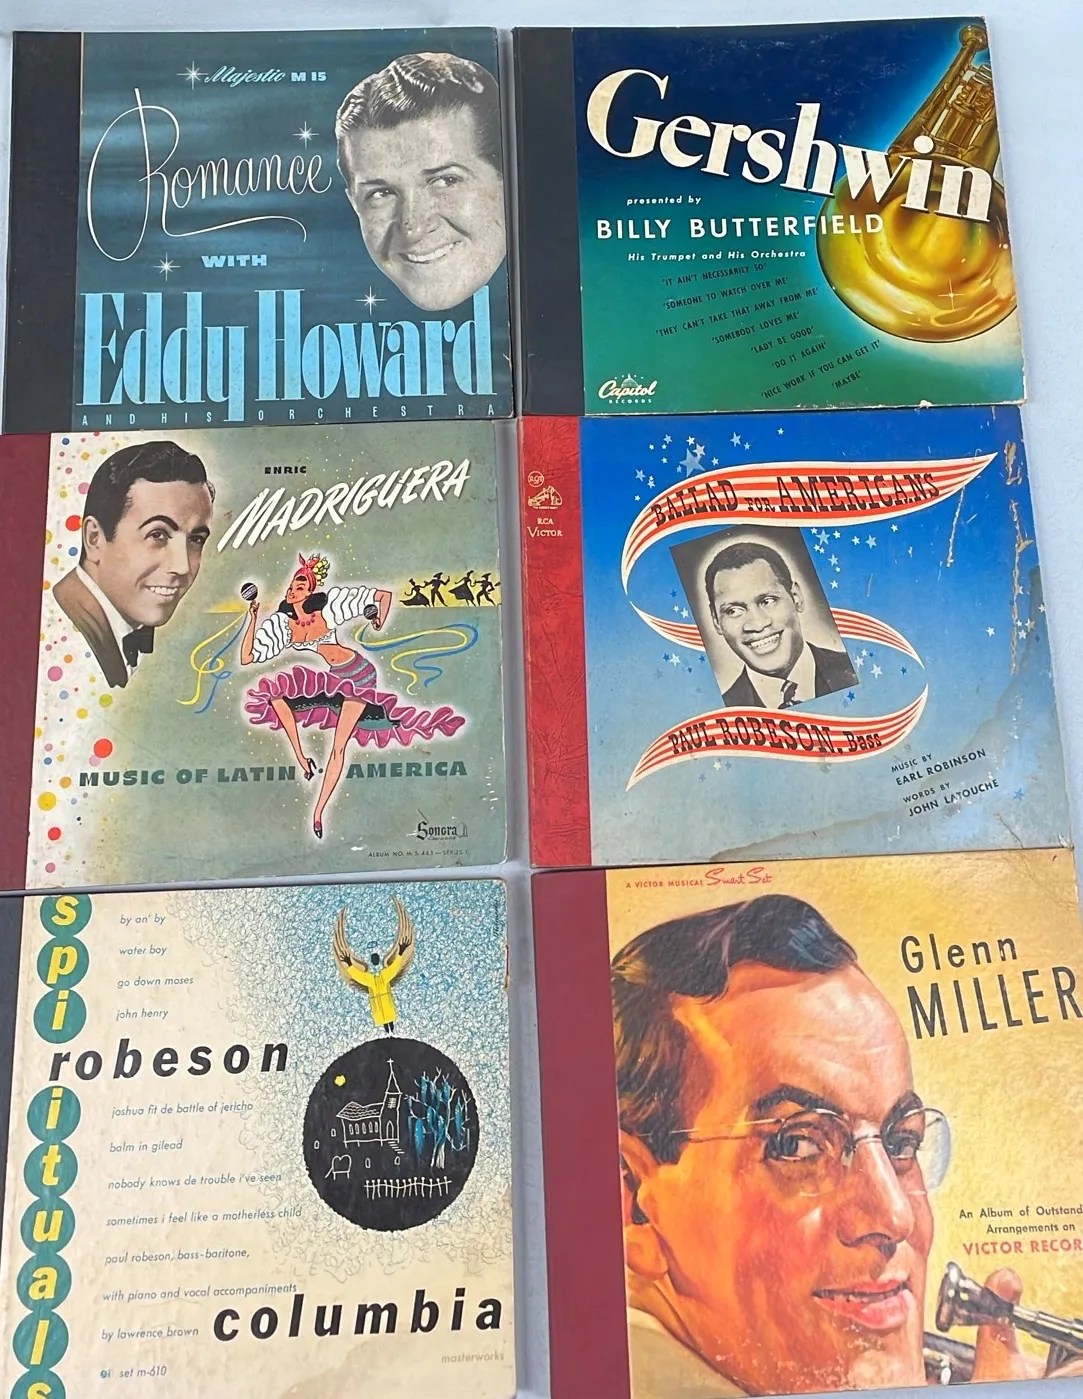 Majestic M 15
Romance
WITH
Eddy Howard
AND HIS ORCHESTRA
Gershwin
presented by
BILLY BUTTERFIELD
His Trumpet and His Orchestra
'IT AIN'T NECESSARILY SO'
'SOMEONE TO WATCH OVER ME'
'THEY CAN'T TAKE THAT AWAY FROM ME'
'SOMEBODY LOVES ME'
'LADY BE GOOD'
'DO IT AGAIN'
'NICE WORK IF YOU CAN GET IT'
'MAYBE'
Capitol
RECORDS
ENRIC
MADRIGUERA
MUSIC OF LATIN AMERICA
Sonora
ALBUM NO. M. S. 463—SERIES L
RCA
VICTOR
BALLAD FOR AMERICANS
PAUL ROBESON, Bass
MUSIC BY
EARL ROBINSON
WORDS BY
JOHN LATOUCHE
spirituals
by an' by
water boy
go down moses
john henry
robeson
joshua fit de battle of jericho
balm in gilead
nobody knows de trouble i've seen
sometimes i feel like a motherless child
paul robeson, bass-baritone,
with piano and vocal accompaniments
by lawrence brown
columbia
masterworks
set m-610
A VICTOR MUSICAL Smart Set
Glenn
MILLER
An Album of Outstand
Arrangements on
VICTOR RECOR